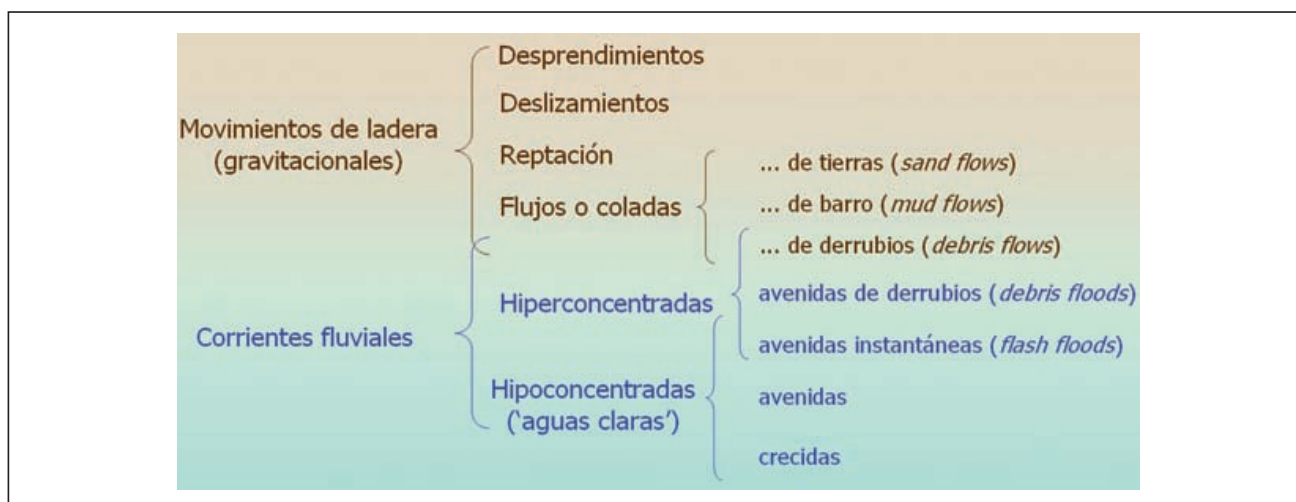 Movimientos de ladera
(gravitacionales)
Desprendimientos
Deslizamientos
Reptación
Flujos o coladas
... de tierras (sand flows)
... de barro (mud flows)
... de derrubios (debris flows)
Corrientes fluviales
Hiperconcentradas
avenidas de derrubios (debris floods)
avenidas instantáneas (flash floods)
Hipoconcentradas
('aguas claras')
avenidas
crecidas